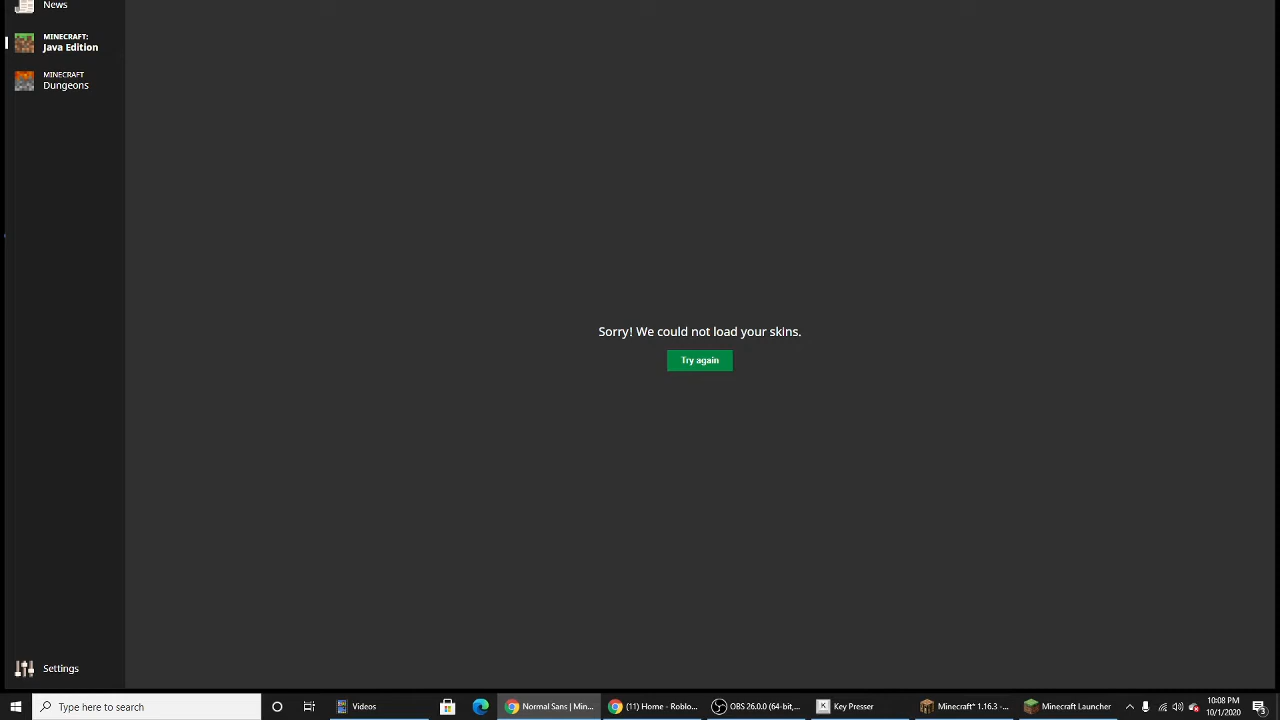 News
MINECRAFT:
Java Edition
MINECRAFT
Dungeons
Sorry! We could not load your skins.
Try again
Settings
Type here to search
Videos
Normal Sans | Min...
(1) Home - Roblo...
OBS 26.0.0 (64-bit,...
K
Key Presser
Minecraft* 1.16.3 -...
Minecraft Launcher
10:08 PM
10/1/2020